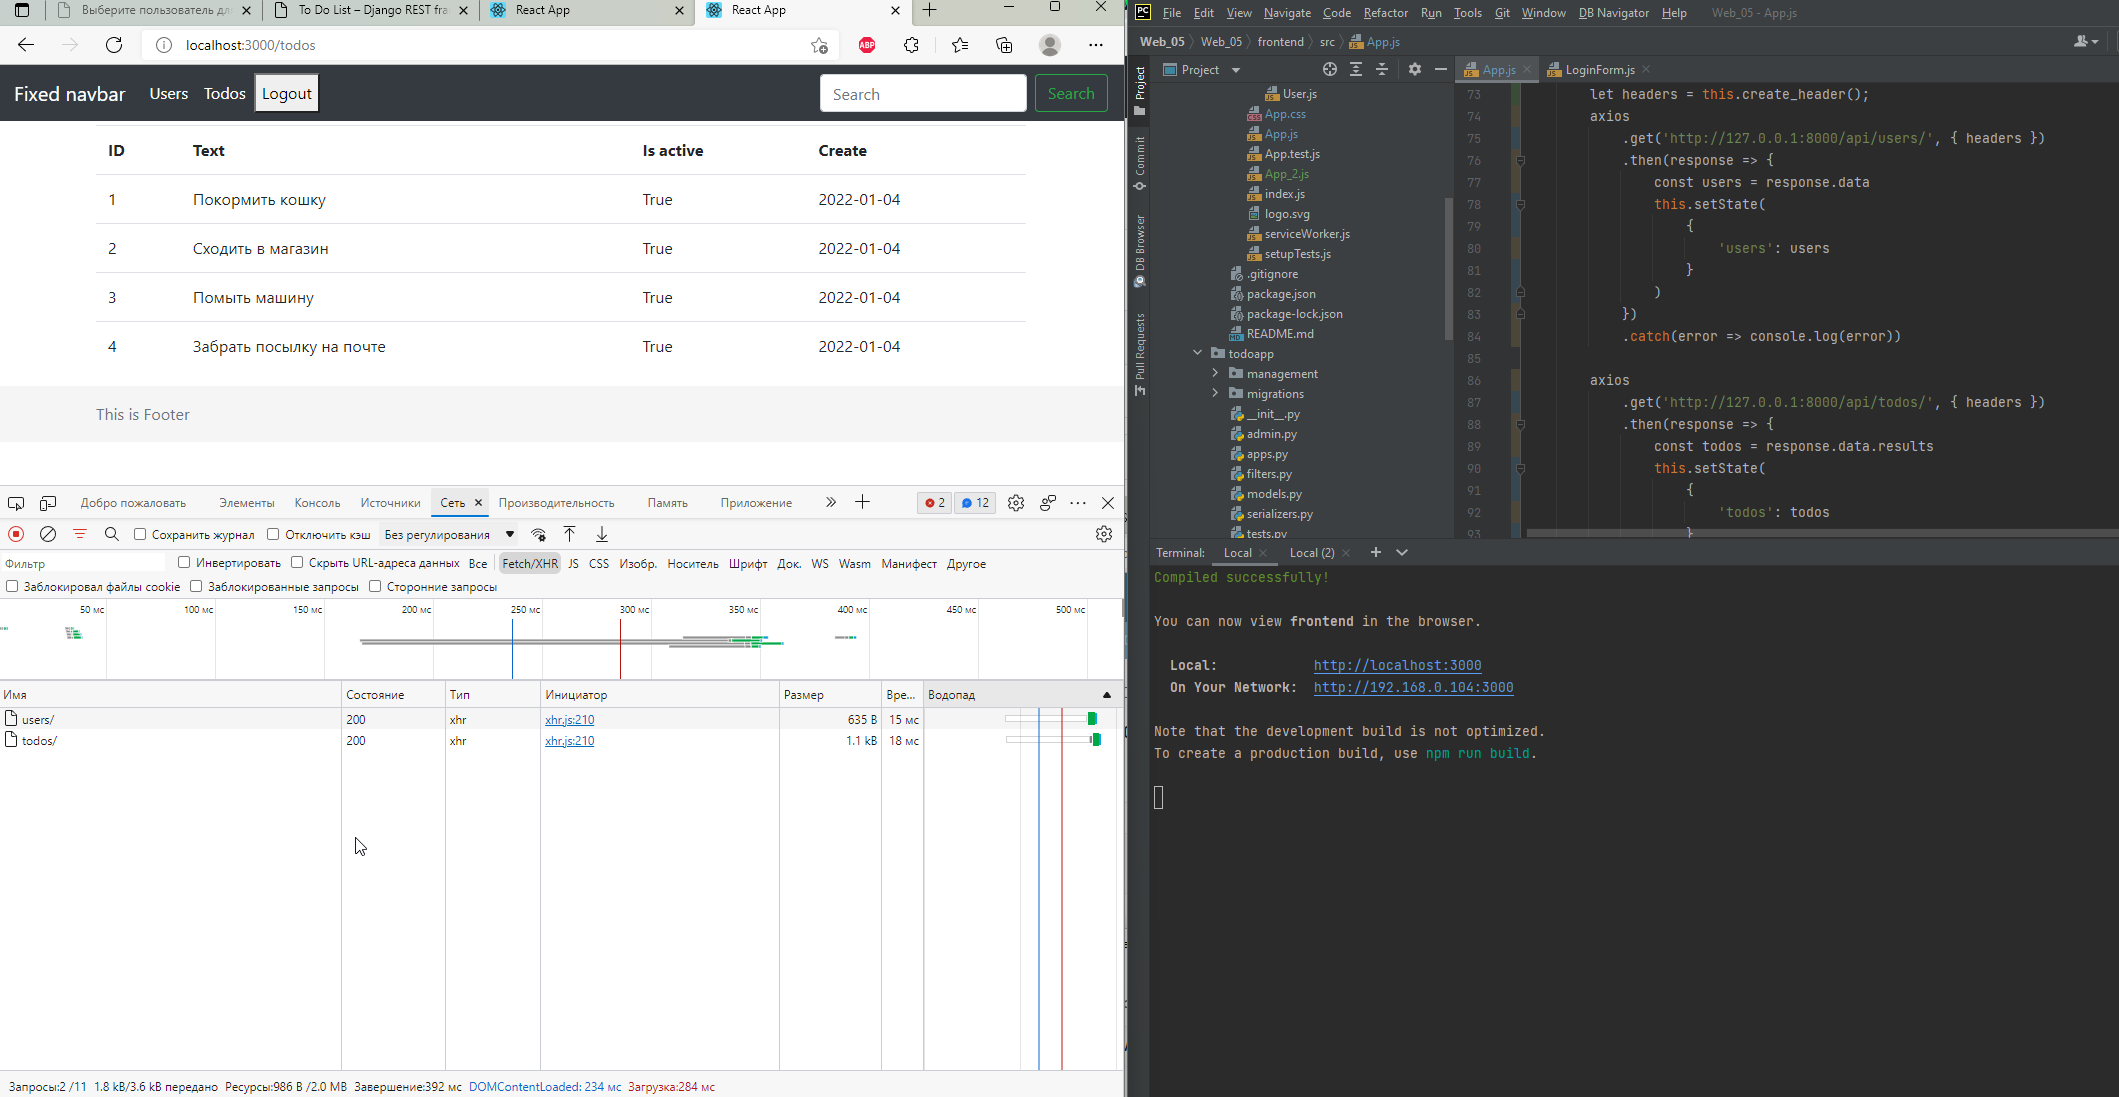 Выберите пользователь дл
To Do List – Django REST fra
React App
React App
localhost:3000/todos
ABP
Fixed navbar Users Todos Logout Search Search
ID Text Is active Create
1 Покормить кошку True 2022-01-04
2 Сходить в магазин True 2022-01-04
3 Помыть машину True 2022-01-04
4 Забрать посылку на почте True 2022-01-04
This is Footer
Добро пожаловать Элементы Консоль Источники Сеть Производительность Память Приложение 2 12
Сохранить журнал Отключить кэш Без регулирования
Фильтр Инвертировать Скрыть URL-адреса данных Все Fetch/XHR JS CSS Изобр. Носитель Шрифт Док. WS Wasm Манифест Другое
Заблокировал файлы cookie Заблокированные запросы Сторонние запросы
50 мс 100 мс 150 мс 200 мс 250 мс 300 мс 350 мс 400 мс 450 мс 500 мс
Имя Состояние Тип Инициатор Размер Вре... Водопад
users/ 200 xhr xhr.js:210 635 B 15 мс
todos/ 200 xhr xhr.js:210 1.1 kB 18 мс
Запросы:2 /11 1.8 kB/3.6 kB передано Ресурсы:986 B /2.0 MB Завершение:392 мс DOMContentLoaded: 234 мс Загрузка:284 мс
PC File Edit View Navigate Code Refactor Run Tools Git Window DB Navigator Help Web_05 - App.js
Web_05 Web_05 frontend src App.js
Project
Commit
DB Browser
Pull Requests
Project
User.js
App.css
App.js
App.test.js
App_2.js
index.js
logo.svg
serviceWorker.js
setupTests.js
.gitignore
package.json
package-lock.json
README.md
todoapp
management
migrations
__init__.py
admin.py
apps.py
filters.py
models.py
serializers.py
tests.py
App.js LoginForm.js
73 let headers = this.create_header();
74 axios
75 .get('http://127.0.0.1:8000/api/users/', { headers })
76 .then(response => {
77 const users = response.data
78 this.setState(
79 {
80 'users': users
81 }
82 )
83 })
84 .catch(error => console.log(error))
85
86 axios
87 .get('http://127.0.0.1:8000/api/todos/', { headers })
88 .then(response => {
89 const todos = response.data.results
90 this.setState(
91 {
92 'todos': todos
93 }
Terminal: Local Local (2)
Compiled successfully!
You can now view frontend in the browser.
Local: http://localhost:3000
On Your Network: http://192.168.0.104:3000
Note that the development build is not optimized.
To create a production build, use npm run build.